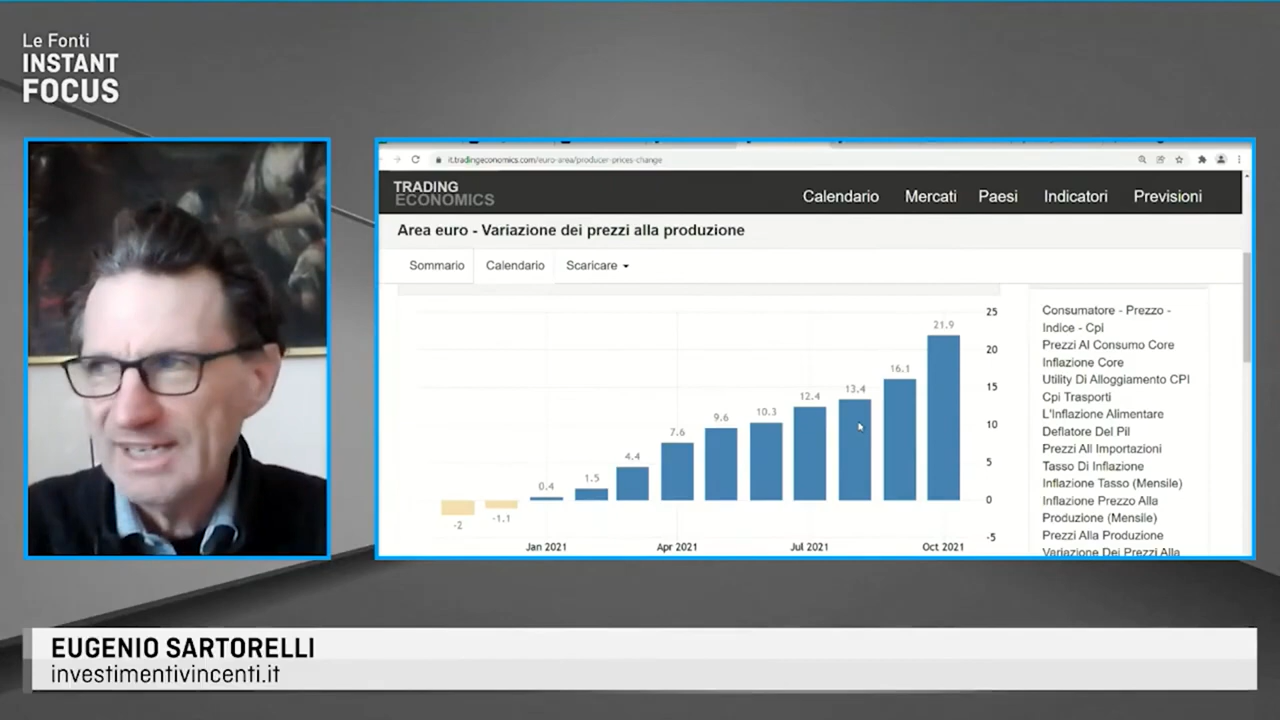 Le Fonti
INSTANT
FOCUS
it.tradingeconomics.com/euro-area/producer-prices-change
TRADING
ECONOMICS
Calendario Mercati Paesi Indicatori Previsioni
Area euro - Variazione dei prezzi alla produzione
Sommario Calendario Scaricare
25
20
15
10
5
0
-5
-2
-1.1
0.4
1.5
4.4
7.6
9.6
10.3
12.4
13.4
16.1
21.9
Jan 2021 Apr 2021 Jul 2021 Oct 2021
Consumatore - Prezzo -
Indice - Cpi
Prezzi Al Consumo Core
Inflazione Core
Utility Di Alloggiamento CPI
Cpi Trasporti
L'Inflazione Alimentare
Deflatore Del Pil
Prezzi All Importazioni
Tasso Di Inflazione
Inflazione Tasso (Mensile)
Inflazione Prezzo Alla
Produzione (Mensile)
Prezzi Alla Produzione
Variazione Dei Prezzi Alla
EUGENIO SARTORELLI
investimentivincenti.it